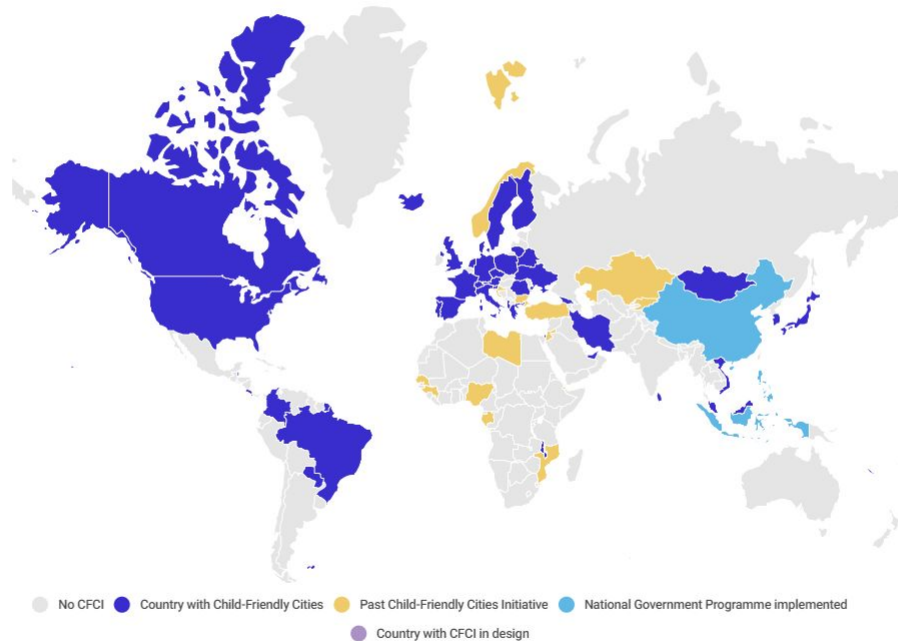 No CFCI Country with Child-Friendly Cities Past Child-Friendly Cities Initiative National Government Programme implemented
Country with CFCI in design